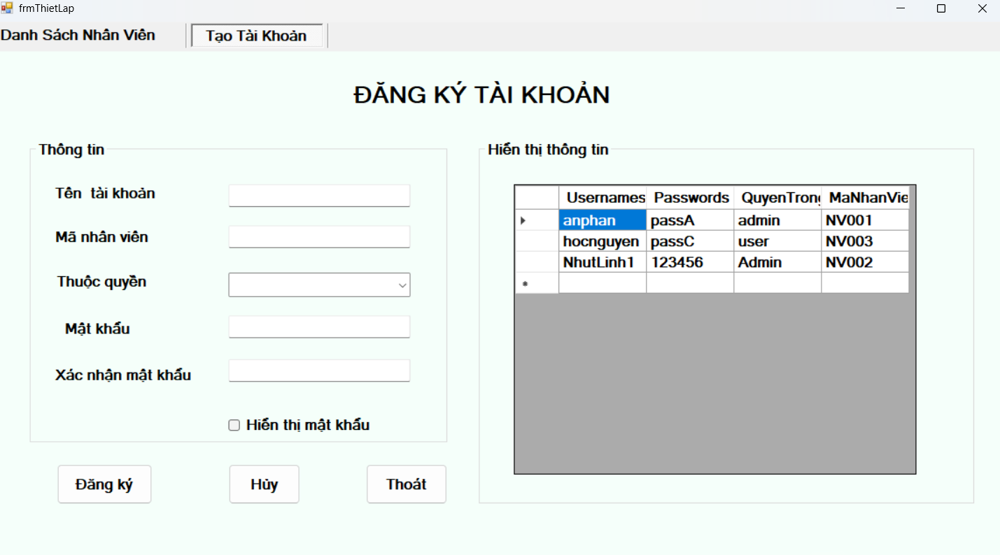 frmThietLap
Danh Sách Nhân Viên Tạo Tài Khoản
ĐĂNG KÝ TÀI KHOẢN
Thông tin
Tên tài khoản
Mã nhân viên
Thuộc quyền
Mật khẩu
Xác nhận mật khẩu
Hiển thị mật khẩu
Đăng ký Hủy Thoát
Hiển thị thông tin
Usernames Passwords QuyenTrong MaNhanVie
anphan passA admin NV001
hocnguyen passC user NV003
NhutLinh1 123456 Admin NV002